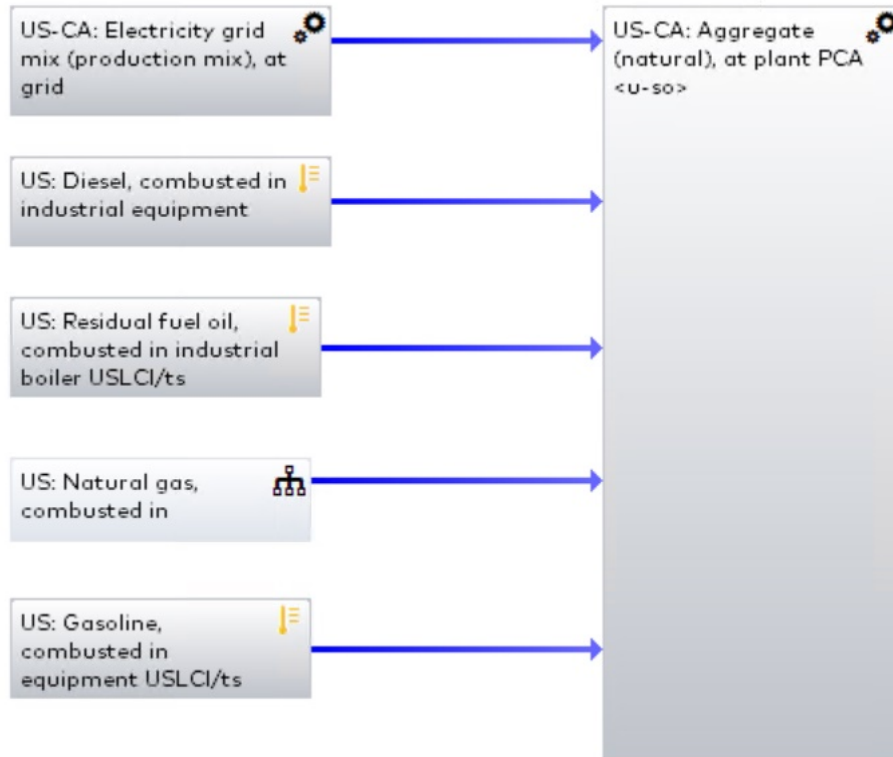 US-CA: Electricity grid
mix (production mix), at
grid
US-CA: Aggregate
(natural), at plant PCA
<u-so>
US: Diesel, combusted in
industrial equipment
US: Residual fuel oil,
combusted in industrial
boiler USLCI/ts
US: Natural gas,
combusted in
US: Gasoline,
combusted in
equipment USLCI/ts